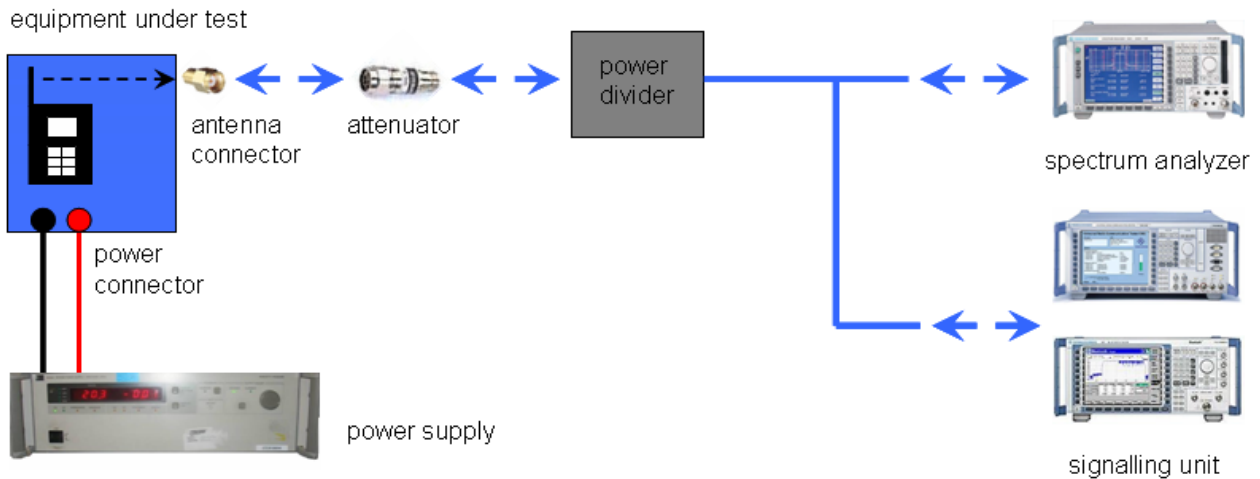 equipment under test
antenna
connector
attenuator
power
divider
spectrum analyzer
power
connector
power supply
signalling unit